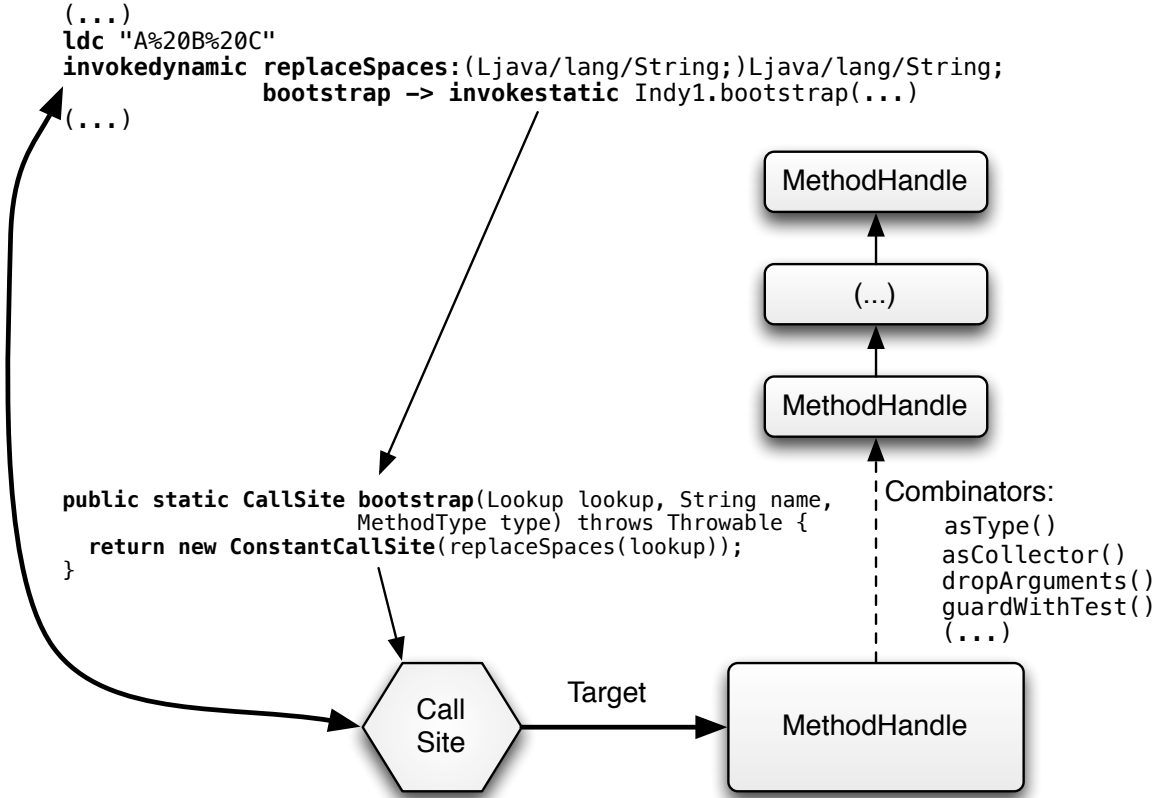 (...)
ldc "A%20B%20C"
invokedynamic replaceSpaces:(Ljava/lang/String;)Ljava/lang/String;
bootstrap −> invokestatic Indy1.bootstrap(...)
(...)
MethodHandle
(...)
MethodHandle
public static CallSite bootstrap(Lookup lookup, String name,
MethodType type) throws Throwable {
return new ConstantCallSite(replaceSpaces(lookup));
}
Combinators:
asType()
asCollector()
dropArguments()
guardWithTest()
(...)
Call
Site
Target
MethodHandle